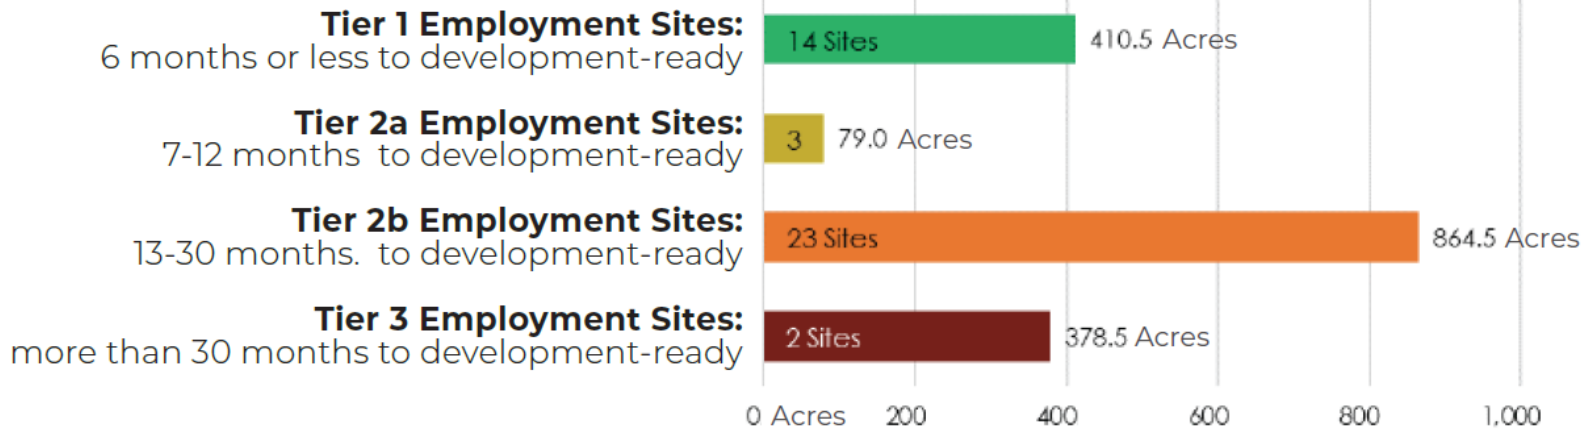 Tier 1 Employment Sites:
6 months or less to development-ready
14 Sites
410.5 Acres
Tier 2a Employment Sites:
7-12 months  to development-ready
3
79.0 Acres
Tier 2b Employment Sites:
13-30 months.  to development-ready
23 Sites
864.5 Acres
Tier 3 Employment Sites:
more than 30 months to development-ready
2 Sites
378.5 Acres
0 Acres 200 400 600 800 1,000